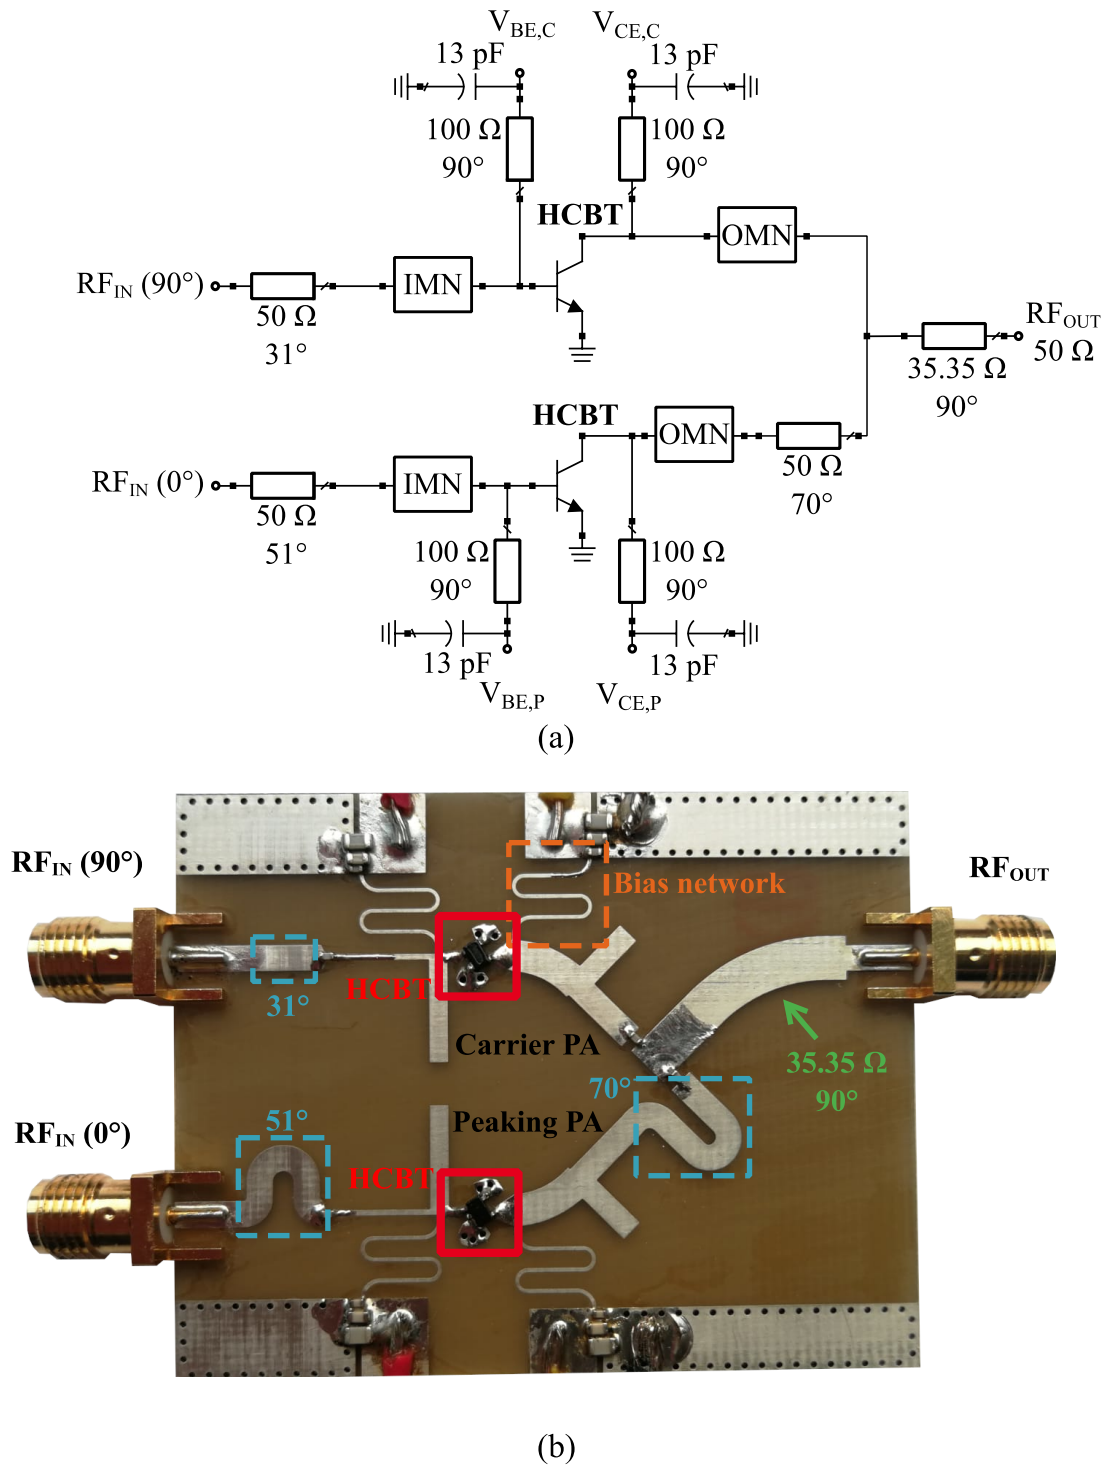 (a)
V_BE,C V_CE,C
13 pF 13 pF
100 Ω 100 Ω
90° 90°
HCBT
OMN
RF_IN (90°) IMN
50 Ω
31°
RF_OUT
50 Ω
35.35 Ω
90°
HCBT
OMN
RF_IN (0°) IMN
50 Ω
51°
50 Ω
70°
100 Ω 100 Ω
90° 90°
13 pF 13 pF
V_BE,P V_CE,P
(a)
RF_IN (90°)
RF_OUT
Bias network
31°
HCBT
Carrier PA
35.35 Ω
90°
70°
RF_IN (0°)
51°
Peaking PA
HCBT
(b)